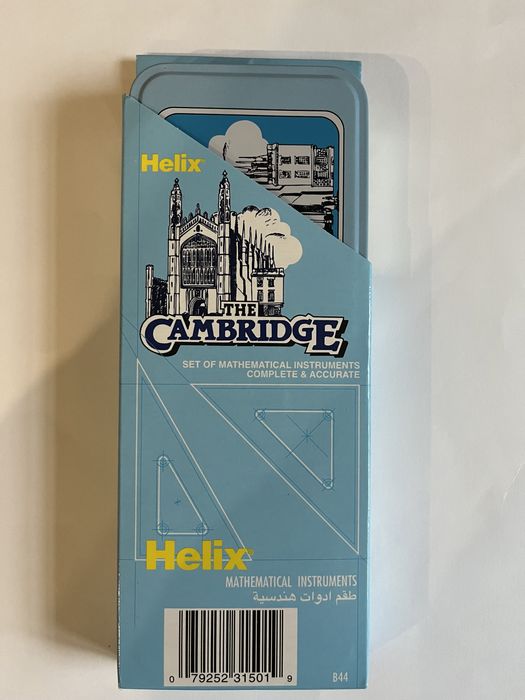 Helix
THE
CAMBRIDGE
SET OF MATHEMATICAL INSTRUMENTS
COMPLETE & ACCURATE
Helix®
MATHEMATICAL INSTRUMENTS
طقم ادوات هندسية
0 79252 31501 9
B44